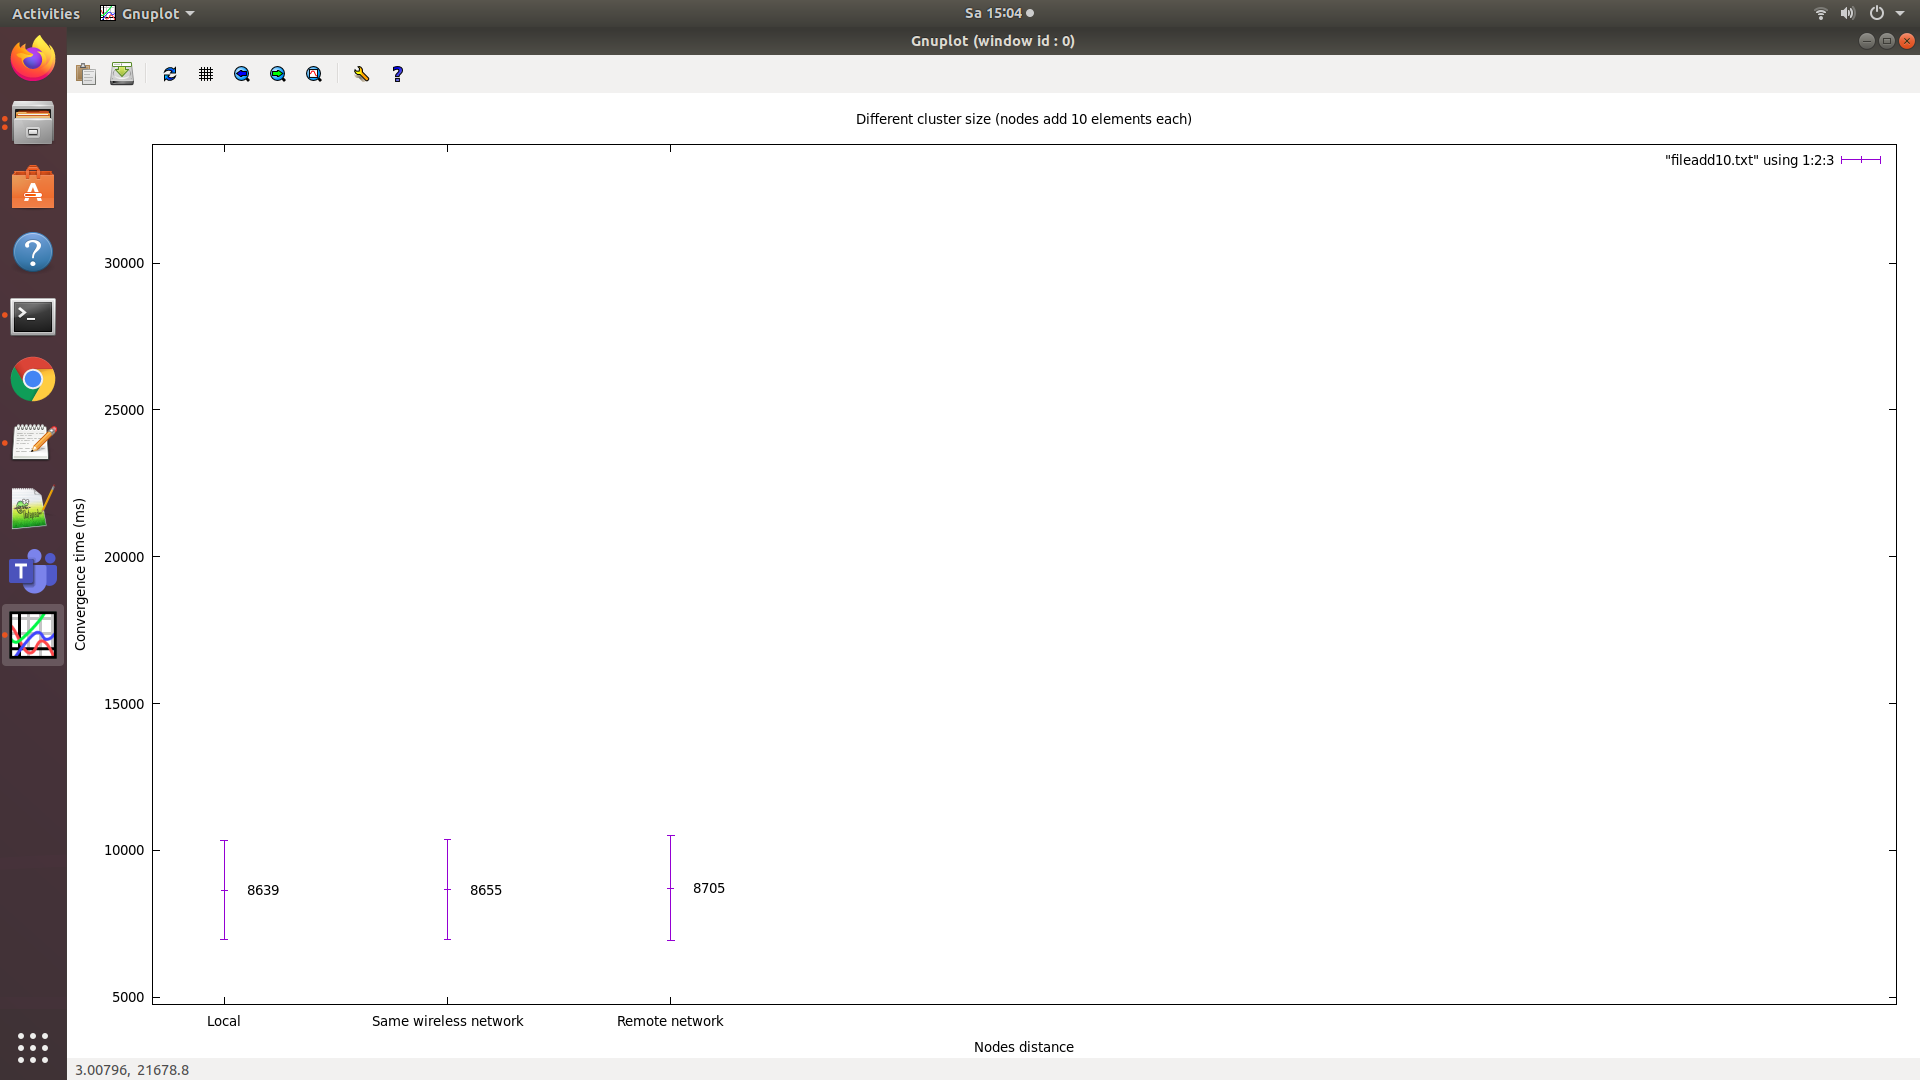 Activities
Gnuplot
Sa 15:04
Gnuplot (window id : 0)
Different cluster size (nodes add 10 elements each)
"fileadd10.txt" using 1:2:3
30000
25000
20000
15000
10000
5000
Convergence time (ms)
8639
8655
8705
Local
Same wireless network
Remote network
Nodes distance
3.00796, 21678.8